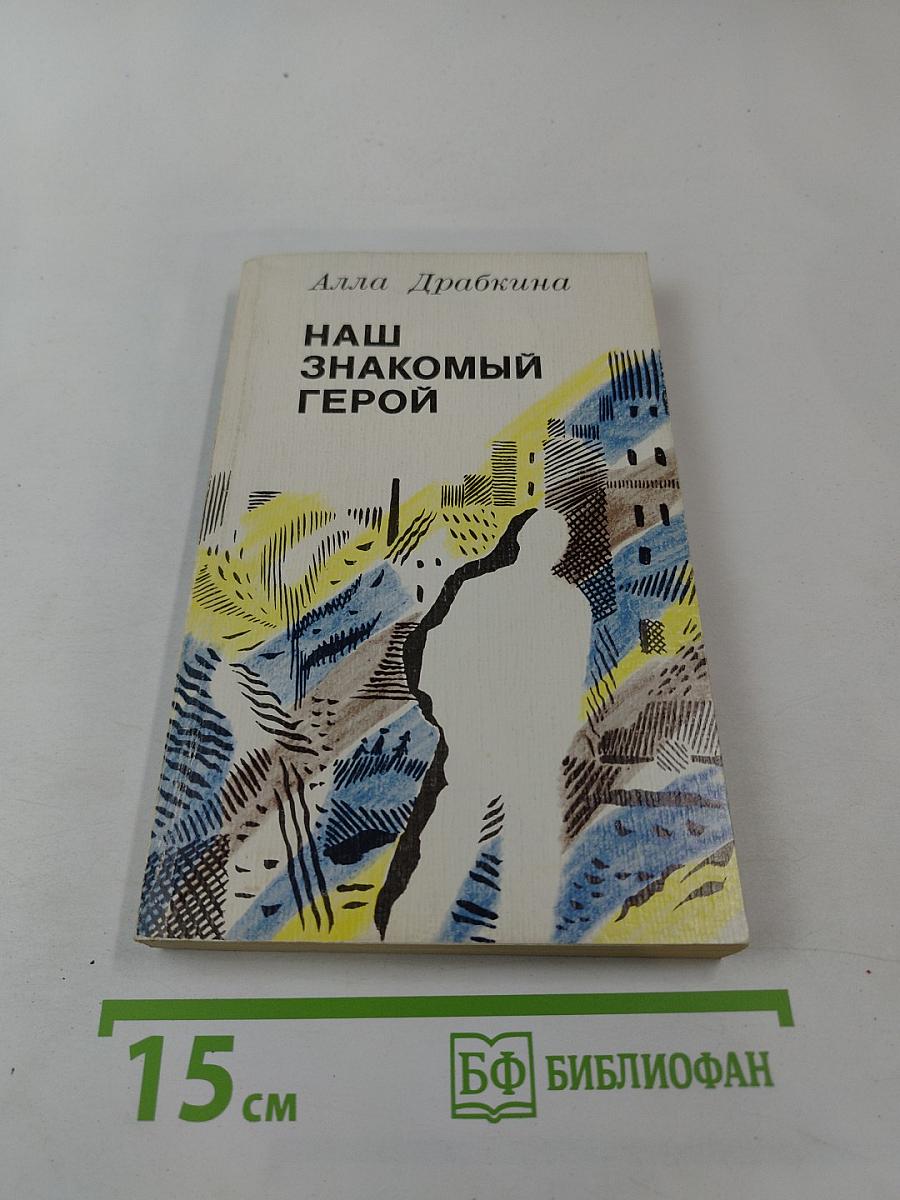 Алла Драбкина
НАШ
ЗНАКОМЫЙ
ГЕРОЙ
15 см
БФ БИБЛИОФАН